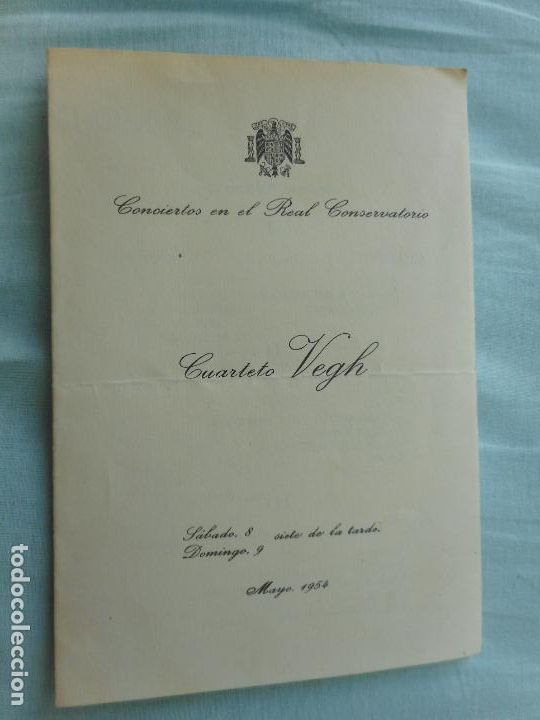 Conciertos en el Real Conservatorio
Cuarteto Vegh
Sábado, 8 siete de la tarde.
Domingo, 9
Mayo, 1954
todocoleccion